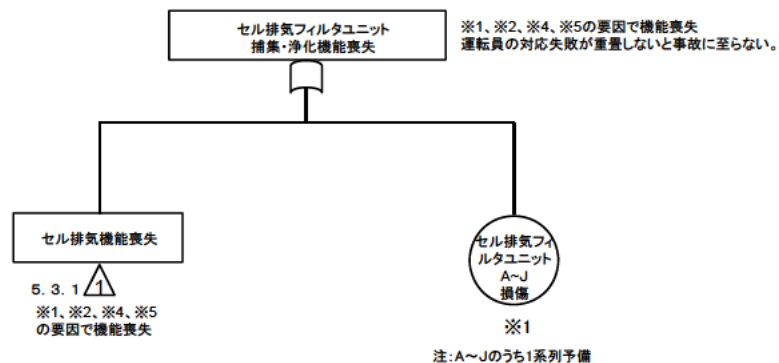 セル排気フィルタユニット
捕集・浄化機能喪失
※1、※2、※4、※5の要因で機能喪失
運転員の対応失敗が重畳しないと事故に至らない。
セル排気機能喪失
5.3.1
1
※1、※2、※4、※5
の要因で機能喪失
セル排気フィ
ルタユニット
A~J
損傷
※1
注:A~Jのうち1系列予備